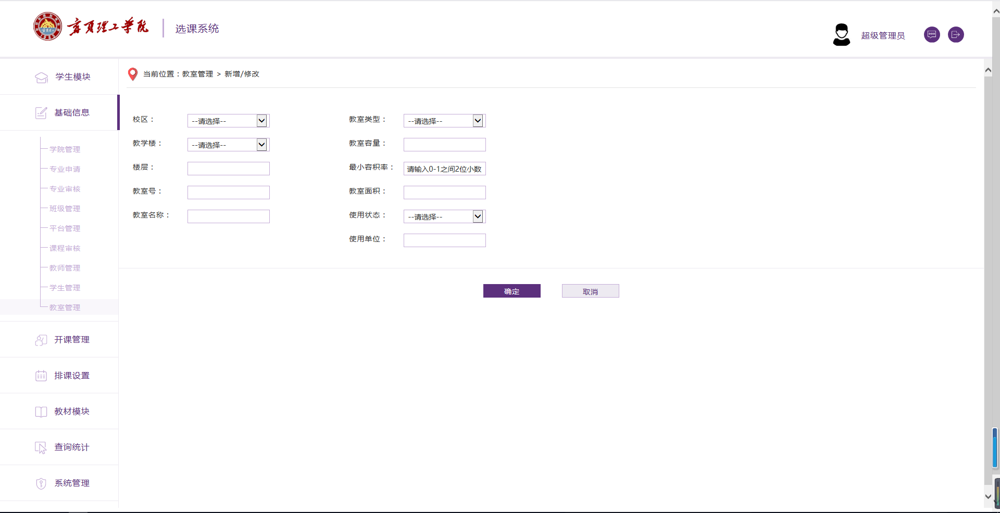 宁夏理工学院
选课系统
超级管理员
学生模块
基础信息
学院管理
专业申请
专业审核
班级管理
平台管理
课程审核
教师管理
学生管理
教室管理
开课管理
排课设置
教材模块
查询统计
系统管理
当前位置：教室管理 > 新增/修改
校区： --请选择-- 教室类型： --请选择--
教学楼： --请选择-- 教室容量：
楼层： 最小容积率： 请输入0-1之间2位小数
教室号： 教室面积：
教室名称： 使用状态： --请选择--
使用单位：
确定 取消